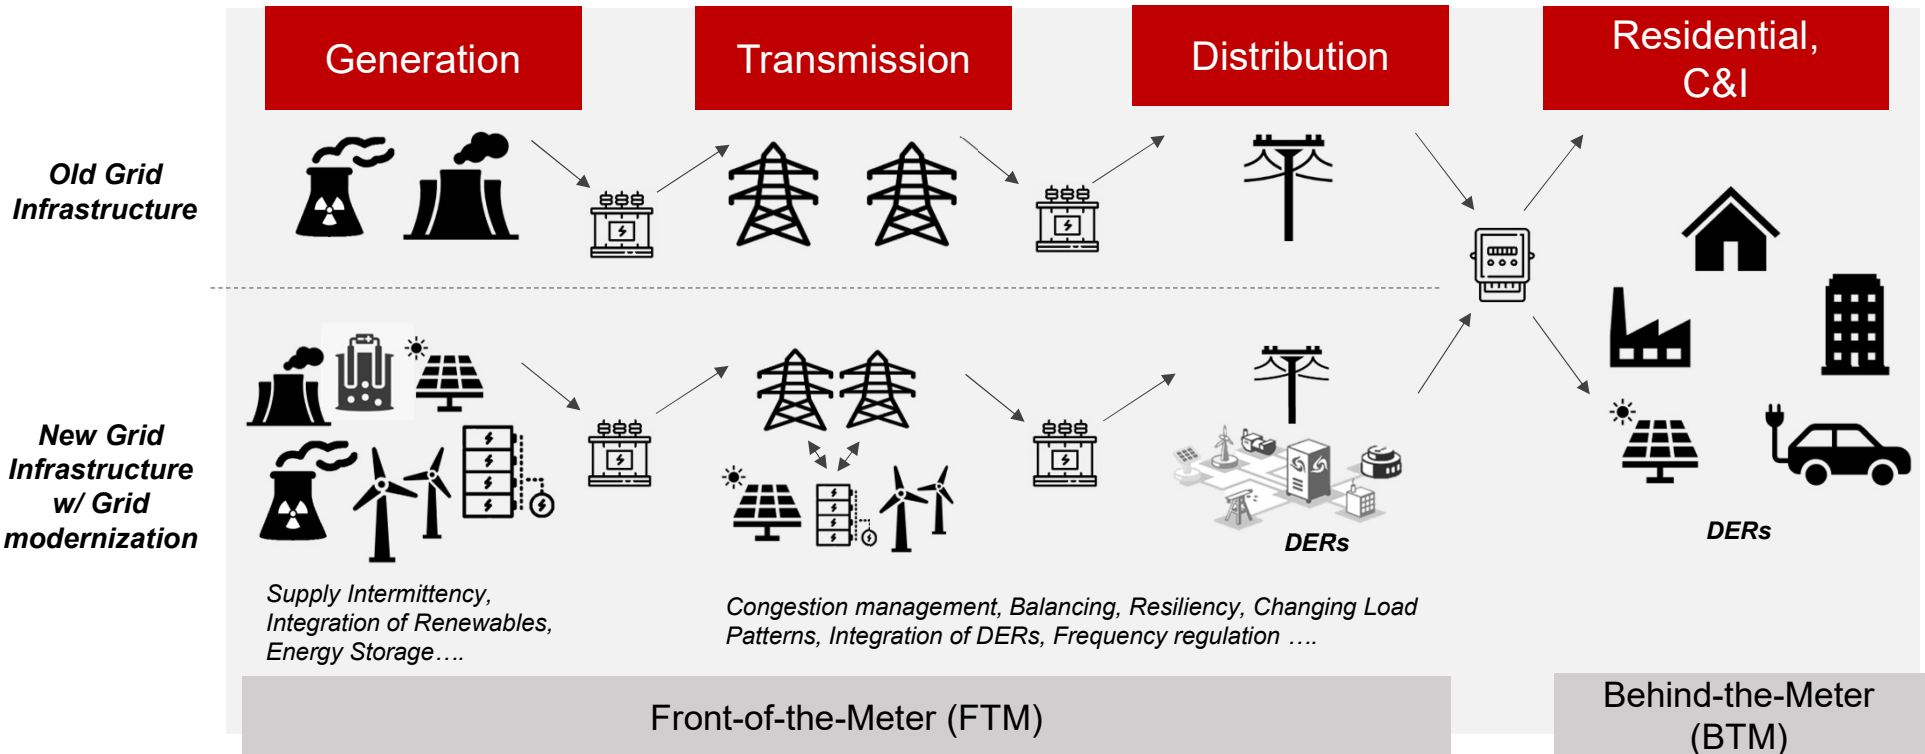 Generation
Transmission
Distribution
Residential,
C&I
Old Grid
Infrastructure
New Grid
Infrastructure
w/ Grid
modernization
DERs
DERs
Supply Intermittency,
Integration of Renewables,
Energy Storage….
Congestion management, Balancing, Resiliency, Changing Load
Patterns, Integration of DERs, Frequency regulation ….
Front-of-the-Meter (FTM)
Behind-the-Meter
(BTM)